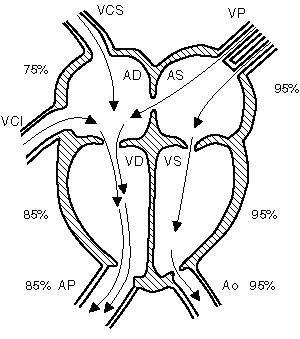 VCS
VP
AD AS
75%
95%
VCI
VD VS
85%
95%
85% AP
Ao 95%